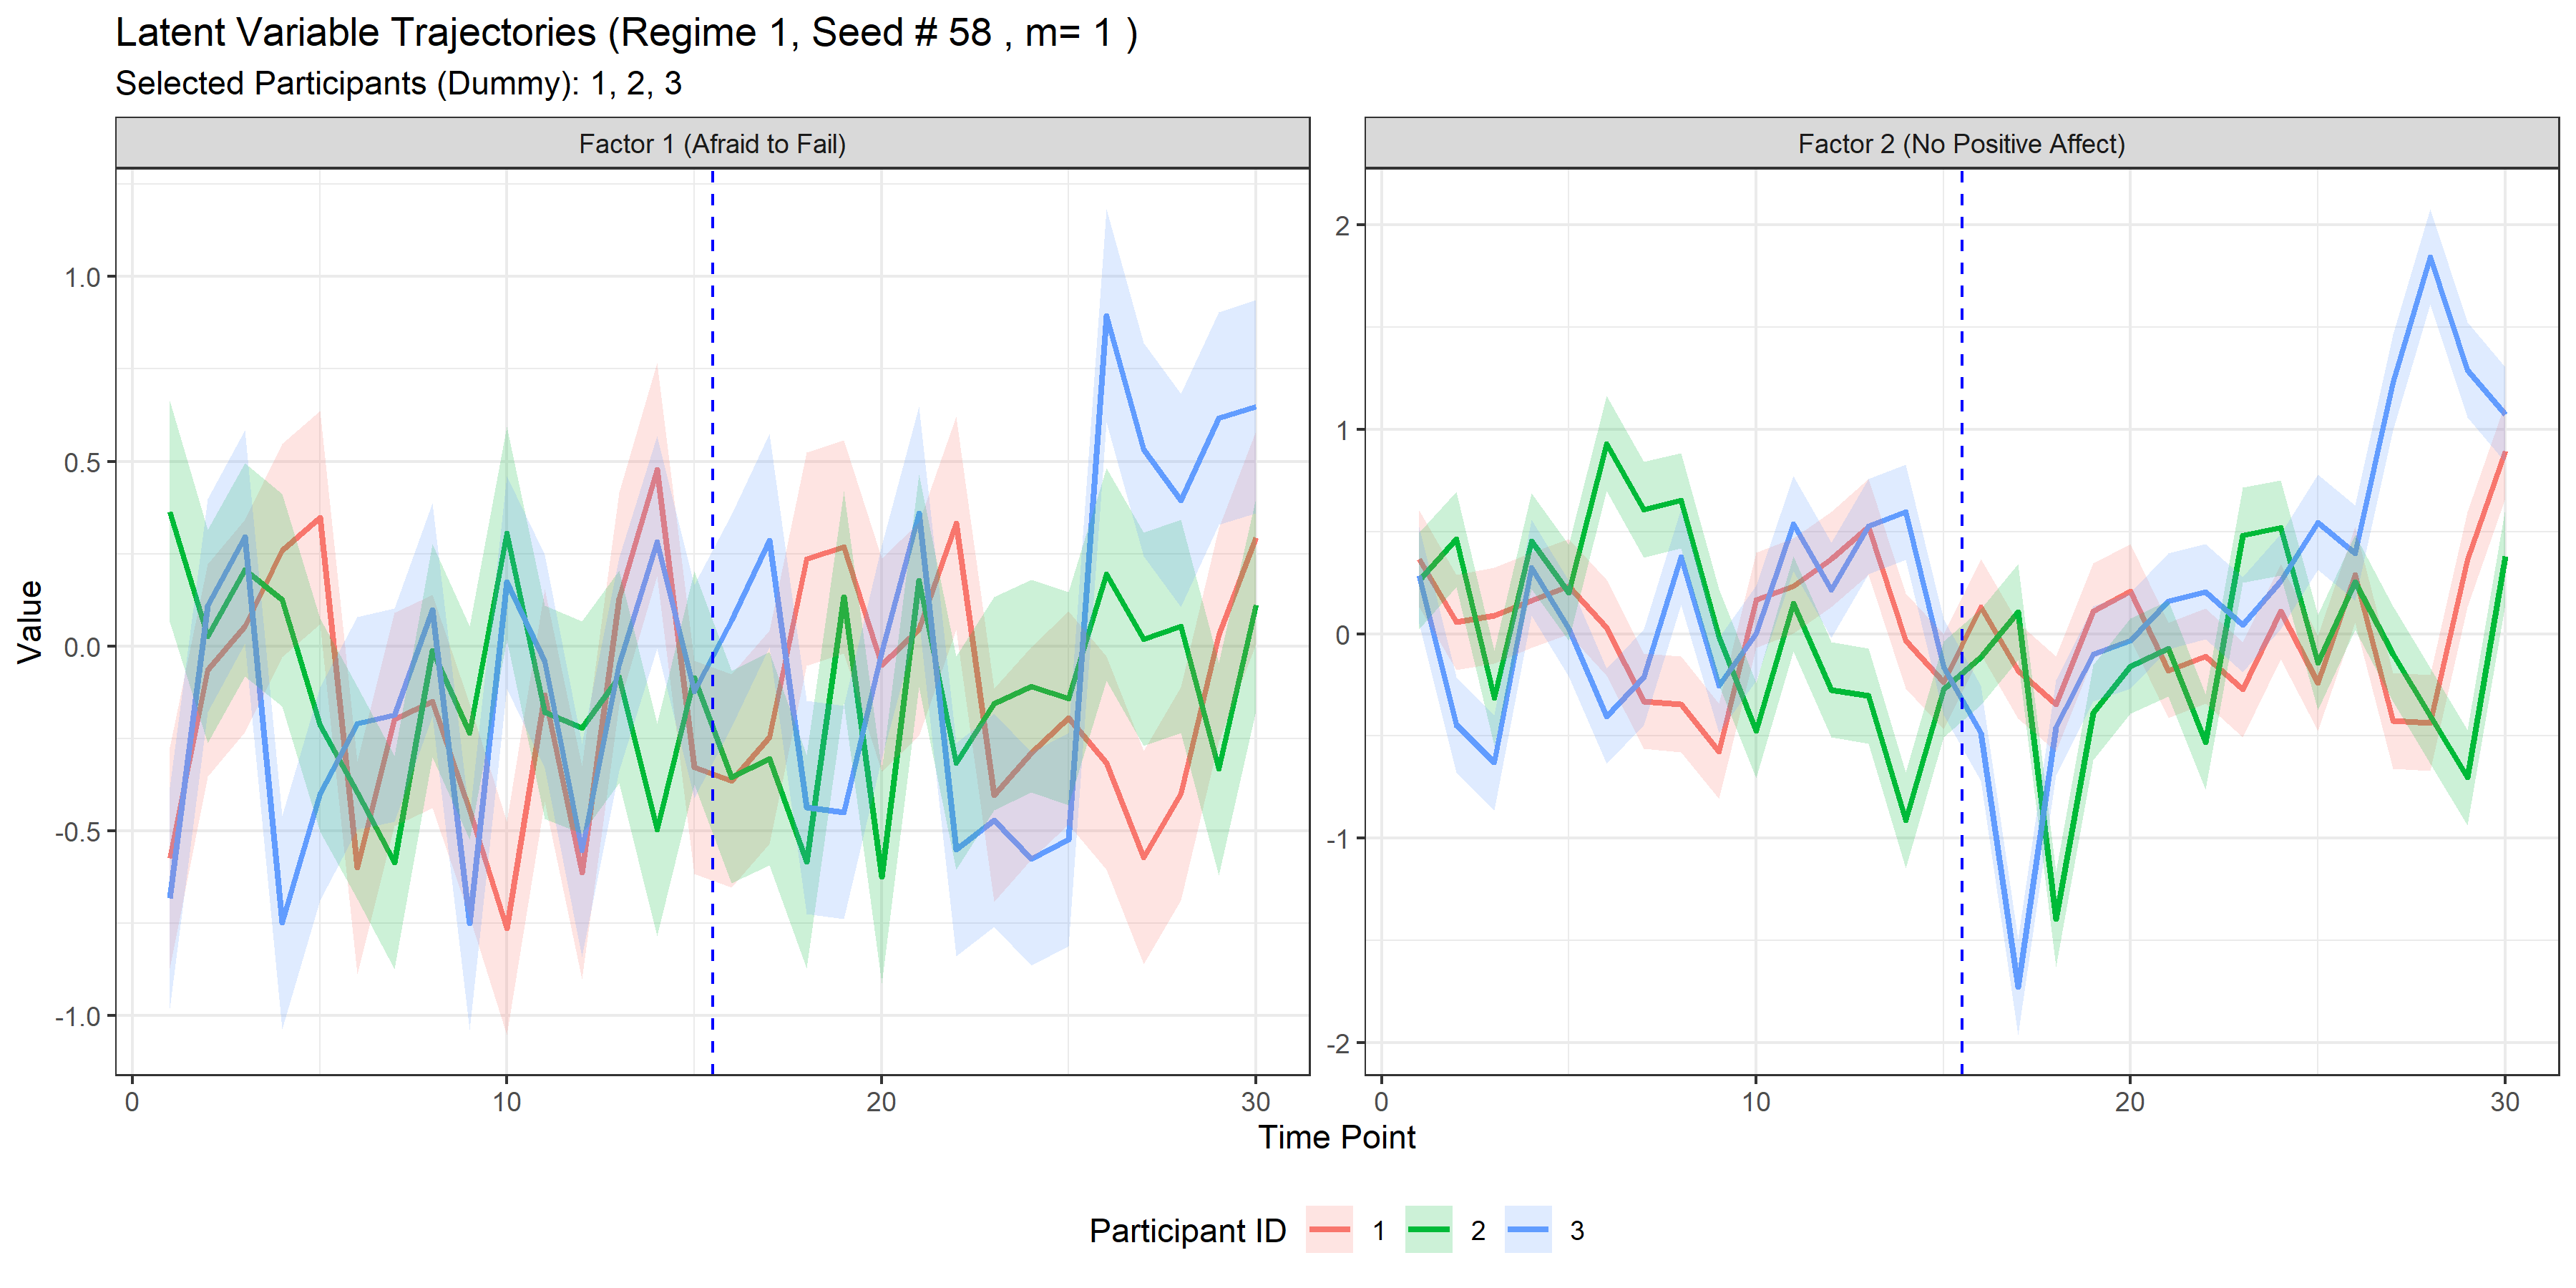 Latent Variable Trajectories (Regime 1, Seed # 58 , m= 1 )
Selected Participants (Dummy): 1, 2, 3
Factor 1 (Afraid to Fail)
Factor 2 (No Positive Affect)
Value
1.0
0.5
0.0
-0.5
-1.0
2
1
0
-1
-2
0 10 20 30
0 10 20 30
Time Point
Participant ID 1 2 3